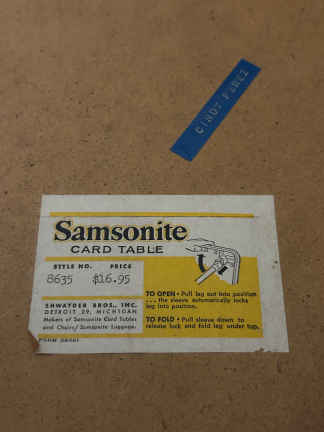 CINDY PEREZ
Samsonite
CARD TABLE
STYLE NO. PRICE
8635 $16.95
SHWAYDER BROS., INC.
DETROIT 29, MICHIGAN
Makers of Samsonite Card Tables
and Chairs/Samsonite Luggage.
TO OPEN • Pull leg out into position
... the sleeve automatically locks
leg into position.
TO FOLD • Pull sleeve down to
release lock and fold leg under top.
FORM